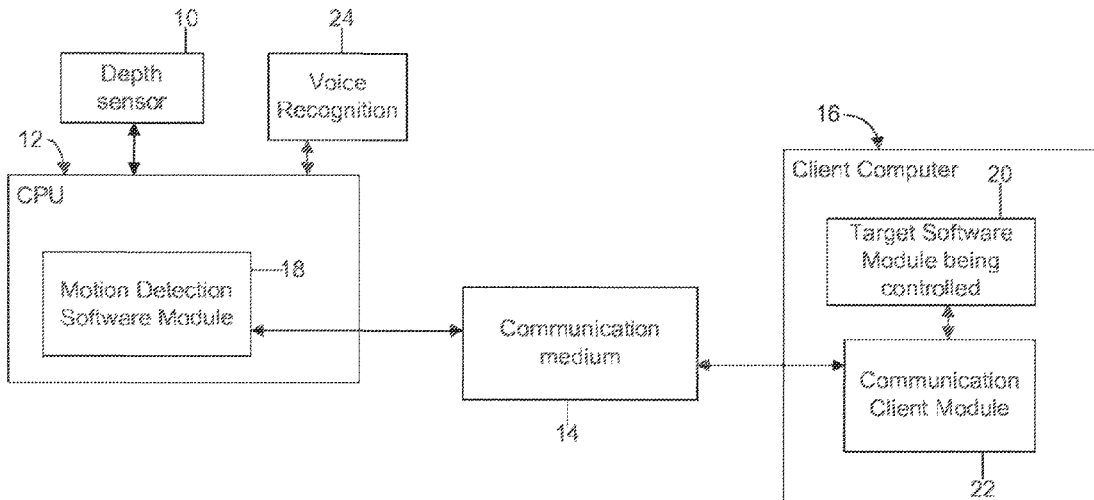 10
24
Depth
sensor
Voice
Recognition
12
CPU
18
Motion Detection
Software Module
Communication
medium
14
16
Client Computer
20
Target Software
Module being
controlled
Communication
Client Module
22